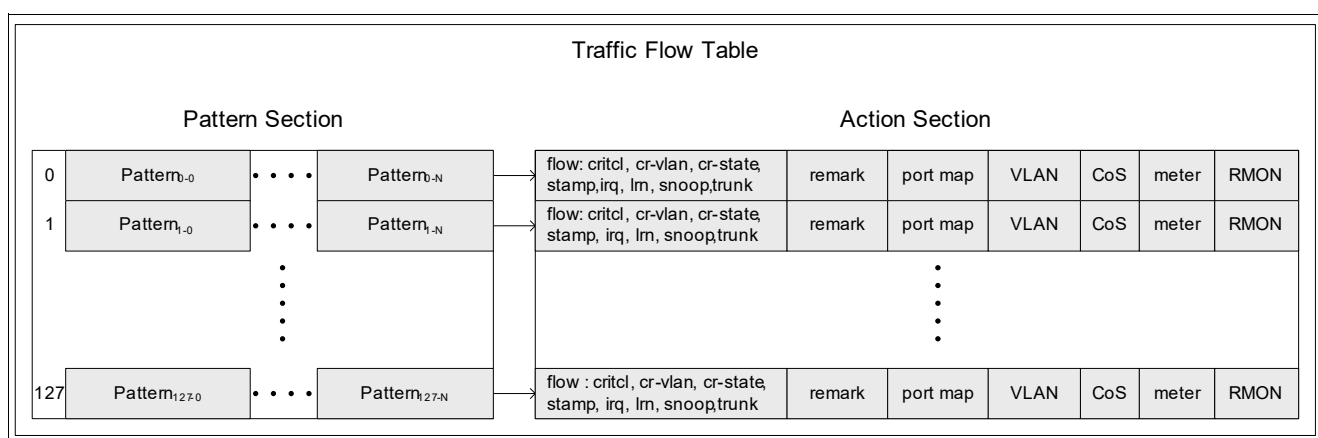 Traffic Flow Table
Pattern Section
Action Section
0
Pattern0-0
Pattern0-N
flow: critcl, cr-vlan, cr-state,
stamp,irq, lrn, snoop,trunk
remark
port map
VLAN
CoS
meter
RMON
1
Pattern1-0
Pattern1-N
flow: critcl, cr-vlan, cr-state,
stamp, irq, lrn, snoop,trunk
remark
port map
VLAN
CoS
meter
RMON
127
Pattern127-0
Pattern127-N
flow : critcl, cr-vlan, cr-state,
stamp, irq, lrn, snoop,trunk
remark
port map
VLAN
CoS
meter
RMON